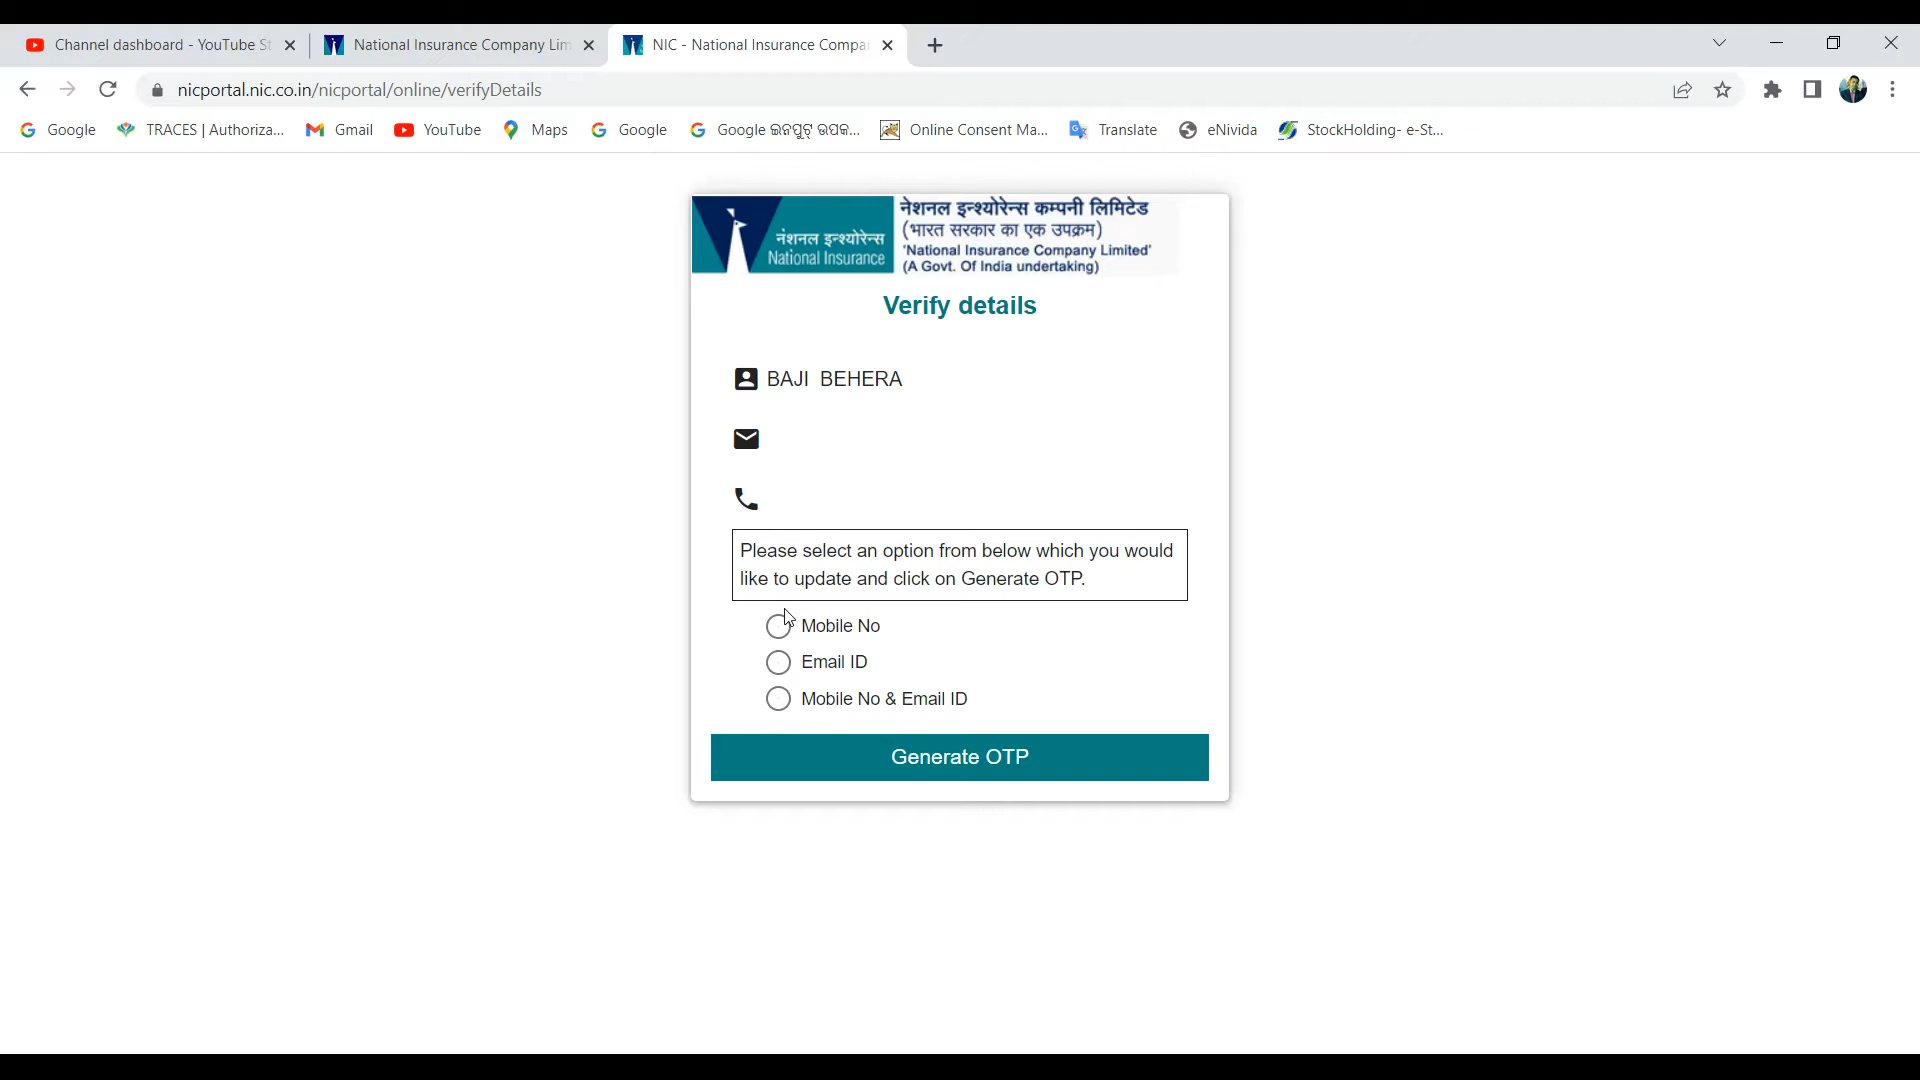 Channel dashboard - YouTube St
National Insurance Company Lim
NIC - National Insurance Compa
nicportal.nic.co.in/nicportal/online/verifyDetails
Google
TRACES | Authoriza...
Gmail
YouTube
Maps
Google
Google ଇନପୁଟ୍ ଉପକ...
Online Consent Ma...
Translate
eNivida
StockHolding- e-St...
नेशनल इन्श्योरेन्स
National Insurance
नेशनल इन्श्योरेन्स कम्पनी लिमिटेड
(भारत सरकार का एक उपक्रम)
'National Insurance Company Limited'
(A Govt. Of India undertaking)
Verify details
BAJI BEHERA
Please select an option from below which you would
like to update and click on Generate OTP.
Mobile No
Email ID
Mobile No & Email ID
Generate OTP